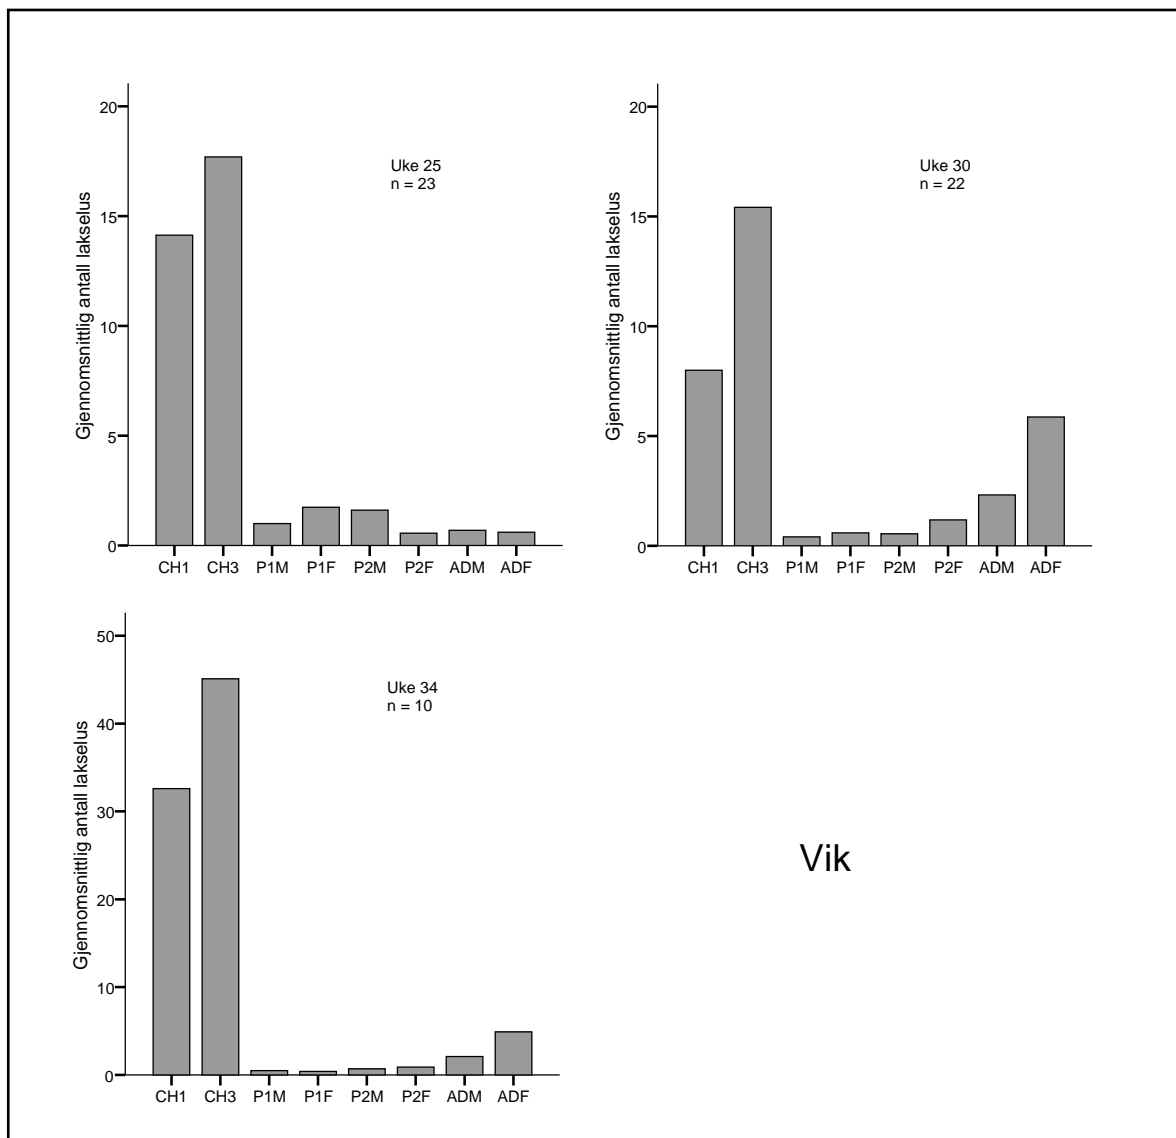 Gjennomsnittlig antall lakselus
20
15
10
5
0
Uke 25
n = 23
CH1 CH3 P1M P1F P2M P2F ADM ADF
Gjennomsnittlig antall lakselus
20
15
10
5
0
Uke 30
n = 22
CH1 CH3 P1M P1F P2M P2F ADM ADF
Gjennomsnittlig antall lakselus
50
40
30
20
10
0
Uke 34
n = 10
CH1 CH3 P1M P1F P2M P2F ADM ADF
Vik